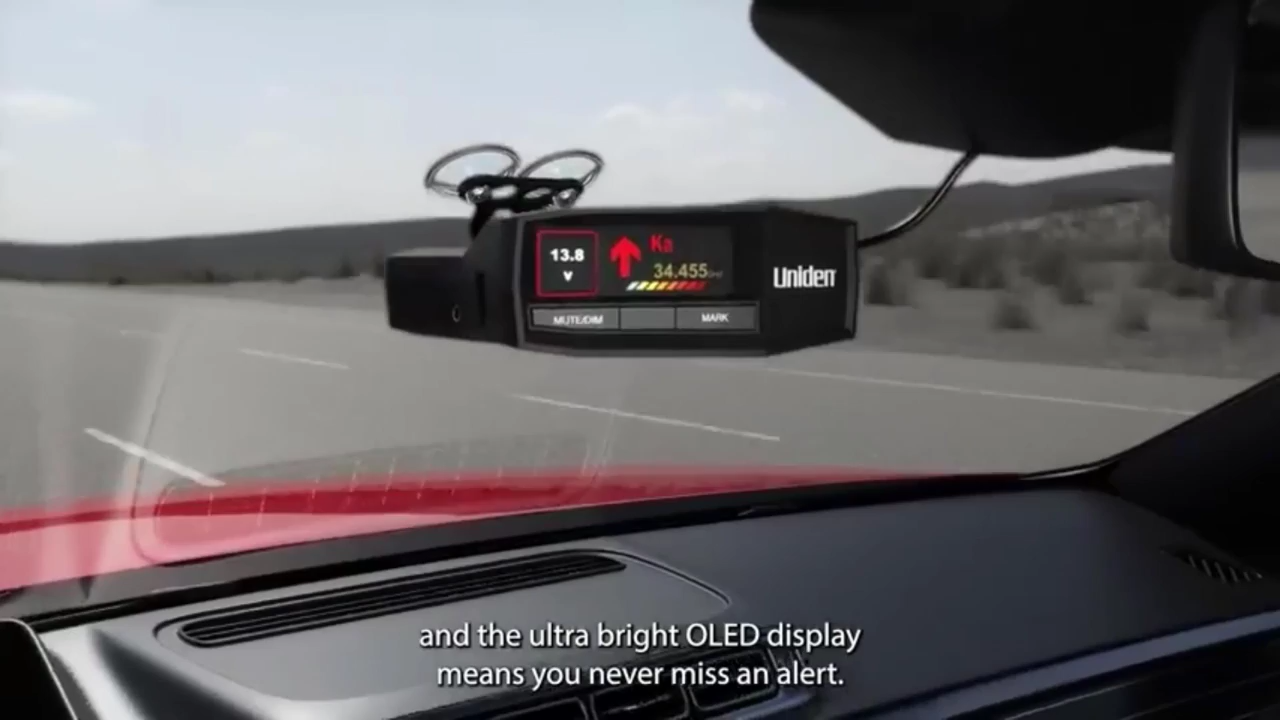 13.8
V
Ka
34.455
Uniden
MUTE/DIM
MARK
and the ultra bright OLED display
means you never miss an alert.